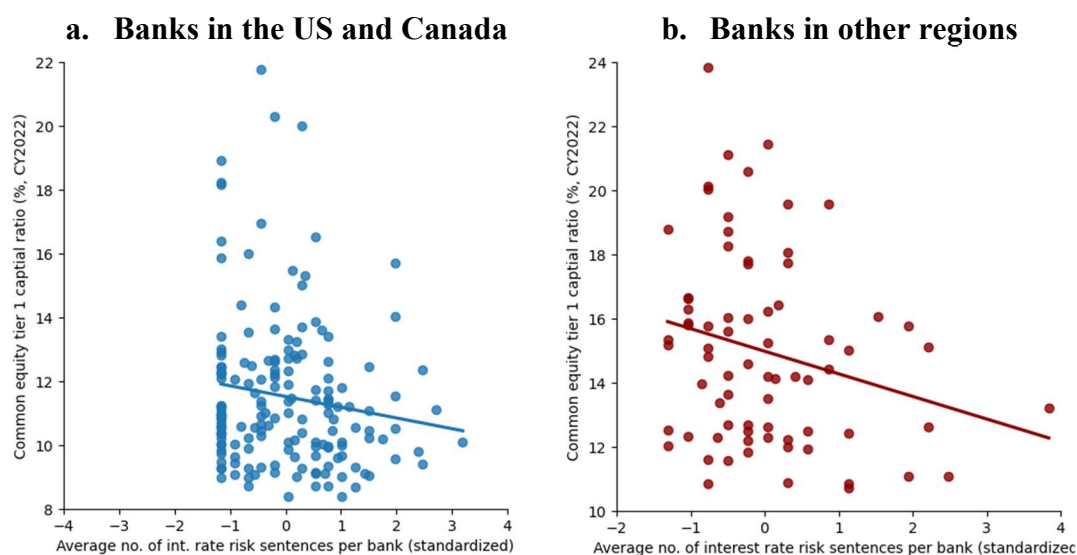 a. Banks in the US and Canada
22
20
18
16
14
12
10
8
−4 −3 −2 −1 0 1 2 3 4
Common equity tier 1 captial ratio (%, CY2022)
Average no. of int. rate risk sentences per bank (standardized)
b. Banks in other regions
24
22
20
18
16
14
12
10
−2 −1 0 1 2 3 4
Common equity tier 1 captial ratio (%, CY2022)
Average no. of interest rate risk sentences per bank (standardized